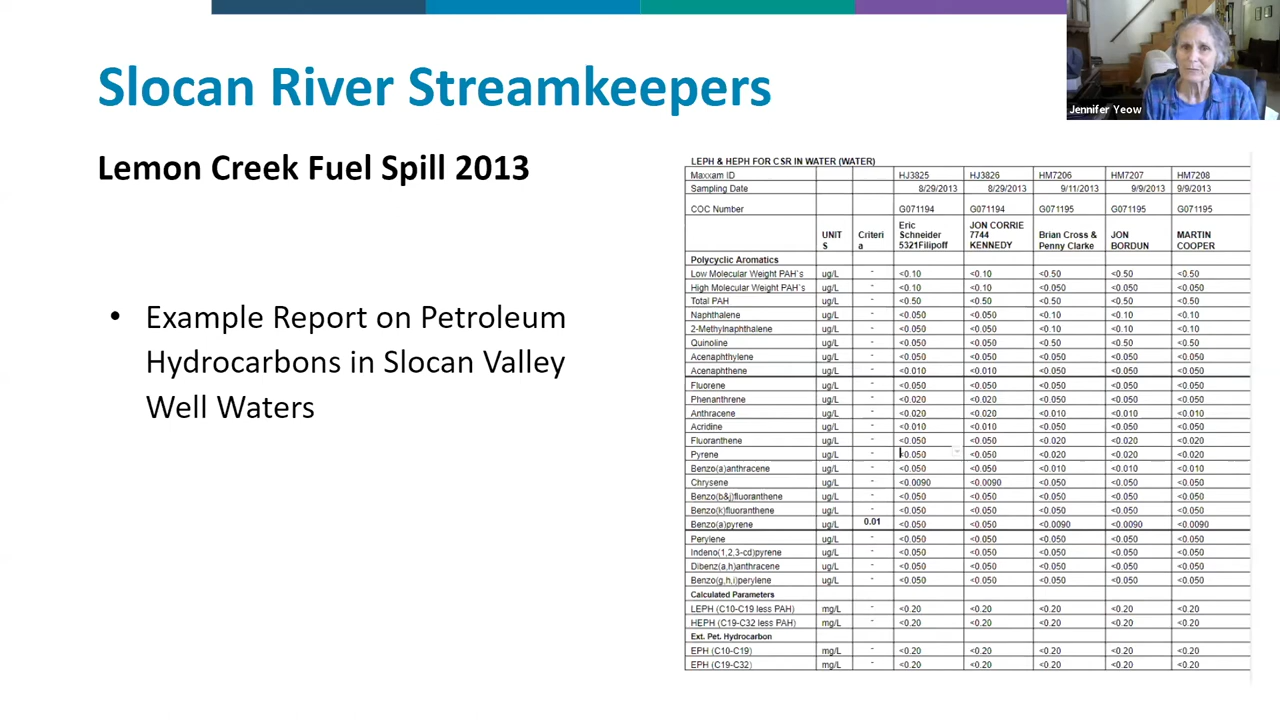 Slocan River Streamkeepers
Jennifer Yeow
Lemon Creek Fuel Spill 2013
• Example Report on Petroleum
Hydrocarbons in Slocan Valley
Well Waters
LEPH & HEPH FOR CSR IN WATER (WATER)
Maxxam ID HJ3825 HJ3826 HM7206 HM7207 HM7208
Sampling Date 8/29/2013 8/29/2013 9/11/2013 9/9/2013 9/9/2013
COC Number G071194 G071194 G071195 G071195 G071195
UNITS Criteria Eric Schneider 5321Filipoff JON CORRIE 7744 KENNEDY Brian Cross & Penny Clarke JON BORDUN MARTIN COOPER
Polycyclic Aromatics
Low Molecular Weight PAH`s ug/L - <0.10 <0.10 <0.50 <0.50 <0.50
High Molecular Weight PAH`s ug/L - <0.10 <0.10 <0.050 <0.050 <0.050
Total PAH ug/L - <0.50 <0.50 <0.50 <0.50 <0.50
Naphthalene ug/L - <0.050 <0.050 <0.10 <0.10 <0.10
2-Methylnaphthalene ug/L - <0.050 <0.050 <0.10 <0.10 <0.10
Quinoline ug/L - <0.050 <0.050 <0.50 <0.50 <0.50
Acenaphthylene ug/L - <0.050 <0.050 <0.050 <0.050 <0.050
Acenaphthene ug/L - <0.010 <0.010 <0.050 <0.050 <0.050
Fluorene ug/L - <0.050 <0.050 <0.050 <0.050 <0.050
Phenanthrene ug/L - <0.020 <0.020 <0.050 <0.050 <0.050
Anthracene ug/L - <0.020 <0.020 <0.010 <0.010 <0.010
Acridine ug/L - <0.010 <0.010 <0.050 <0.050 <0.050
Fluoranthene ug/L - <0.050 <0.050 <0.020 <0.020 <0.020
Pyrene ug/L - <0.050 <0.050 <0.020 <0.020 <0.020
Benzo(a)anthracene ug/L - <0.050 <0.050 <0.010 <0.010 <0.010
Chrysene ug/L - <0.0090 <0.0090 <0.050 <0.050 <0.050
Benzo(b&j)fluoranthene ug/L - <0.050 <0.050 <0.050 <0.050 <0.050
Benzo(k)fluoranthene ug/L - <0.050 <0.050 <0.050 <0.050 <0.050
Benzo(a)pyrene ug/L 0.01 <0.050 <0.050 <0.0090 <0.0090 <0.0090
Perylene ug/L - <0.050 <0.050 <0.050 <0.050 <0.050
Indeno(1,2,3-cd)pyrene ug/L - <0.050 <0.050 <0.050 <0.050 <0.050
Dibenz(a,h)anthracene ug/L - <0.050 <0.050 <0.050 <0.050 <0.050
Benzo(g,h,i)perylene ug/L - <0.050 <0.050 <0.050 <0.050 <0.050
Calculated Parameters
LEPH (C10-C19 less PAH) mg/L - <0.20 <0.20 <0.20 <0.20 <0.20
HEPH (C19-C32 less PAH) mg/L - <0.20 <0.20 <0.20 <0.20 <0.20
Ext. Pet. Hydrocarbon
EPH (C10-C19) mg/L - <0.20 <0.20 <0.20 <0.20 <0.20
EPH (C19-C32) mg/L - <0.20 <0.20 <0.20 <0.20 <0.20